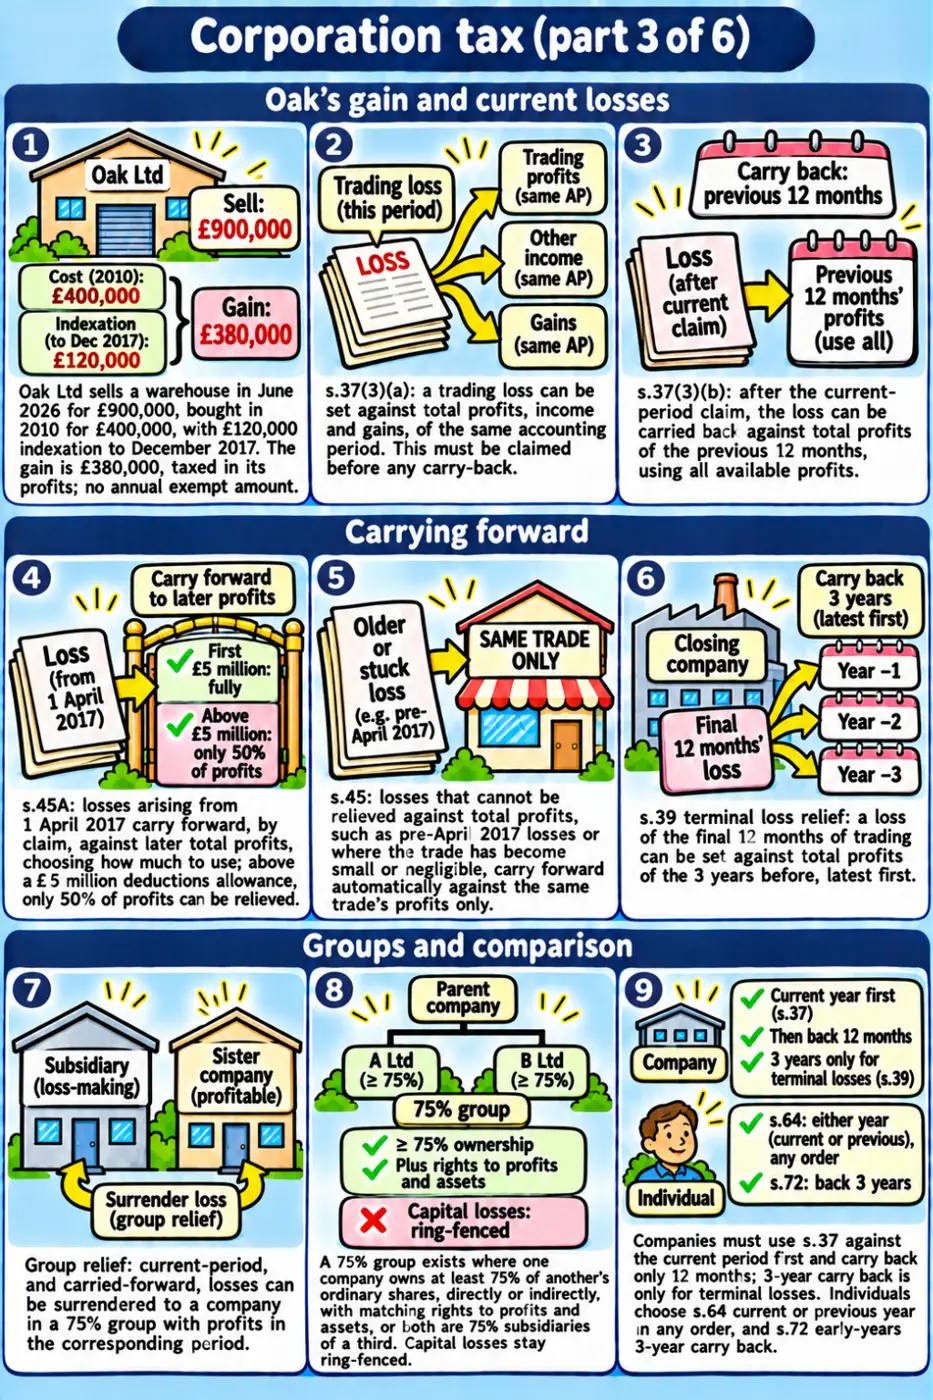 Corporation tax (part 3 of 6)
Oak's gain and current losses
1
Oak Ltd
Sell:
£900,000
Cost (2010):
£400,000
Indexation
(to Dec 2017):
£120,000
Gain:
£380,000
Oak Ltd sells a warehouse in June
2026 for £900,000, bought in
2010 for £400,000, with £120,000
indexation to December 2017. The
gain is £380,000, taxed in its
profits; no annual exempt amount.
2
Trading loss
(this period)
LOSS
Trading
profits
(same AP)
Other
income
(same AP)
Gains
(same AP)
s.37(3)(a): a trading loss can be
set against total profits, income
and gains, of the same accounting
period. This must be claimed
before any carry-back.
3
Carry back:
previous 12 months
Loss
(after
current
claim)
Previous
12 months'
profits
(use all)
s.37(3)(b): after the current-
period claim, the loss can be
carried back against total profits
of the previous 12 months,
using all available profits.
Carrying forward
4
Carry forward
to later profits
Loss
(from
1 April
2017)
First
£5 million:
fully
Above
£5 million:
only 50%
of profits
s.45A: losses arising from
1 April 2017 carry forward, by
claim, against later total profits,
choosing how much to use; above
a £5 million deductions allowance,
only 50% of profits can be relieved.
5
Older
or
stuck
loss
(e.g. pre-
April 2017)
SAME TRADE
ONLY
s.45: losses that cannot be
relieved against total profits,
such as pre-April 2017 losses or
where the trade has become
small or negligible, carry forward
automatically against the same
trade's profits only.
6
Closing
company
Final
12 months'
loss
Carry back
3 years
(latest first)
Year –1
Year –2
Year –3
s.39 terminal loss relief: a loss
of the final 12 months of trading
can be set against total profits
of the 3 years before, latest first.
Groups and comparison
7
Subsidiary
(loss-making)
Sister
company
(profitable)
Surrender loss
(group relief)
Group relief: current-period,
and carried-forward, losses can
be surrendered to a company
in a 75% group with profits in
the corresponding period.
8
Parent
company
A Ltd
(≥ 75%)
B Ltd
(≥ 75%)
75% group
≥ 75% ownership
Plus rights to profits
and assets
Capital losses:
ring-fenced
A 75% group exists where one
company owns at least 75% of another's
ordinary shares, directly or indirectly,
with matching rights to profits and
assets, or both are 75% subsidiaries
of a third. Capital losses stay
ring-fenced.
9
Company
Current year first
(s.37)
Then back 12 months
3 years only for
terminal losses (s.39)
Individual
s.64: either year
(current or previous),
any order
s.72: back 3 years
Companies must use s.37 against
the current period first and carry back
only 12 months; 3-year carry back is
only for terminal losses. Individuals
choose s.64 current or previous year
in any order, and s.72 early-years
3-year carry back.